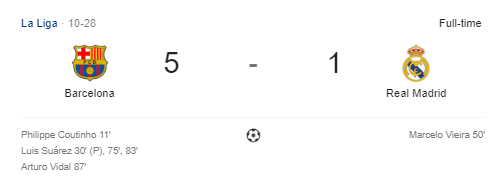 La Liga · 10-28 Full-time
5 - 1
Barcelona Real Madrid
Philippe Coutinho 11' Marcelo Vieira 50'
Luis Suárez 30' (P), 75', 83'
Arturo Vidal 87'